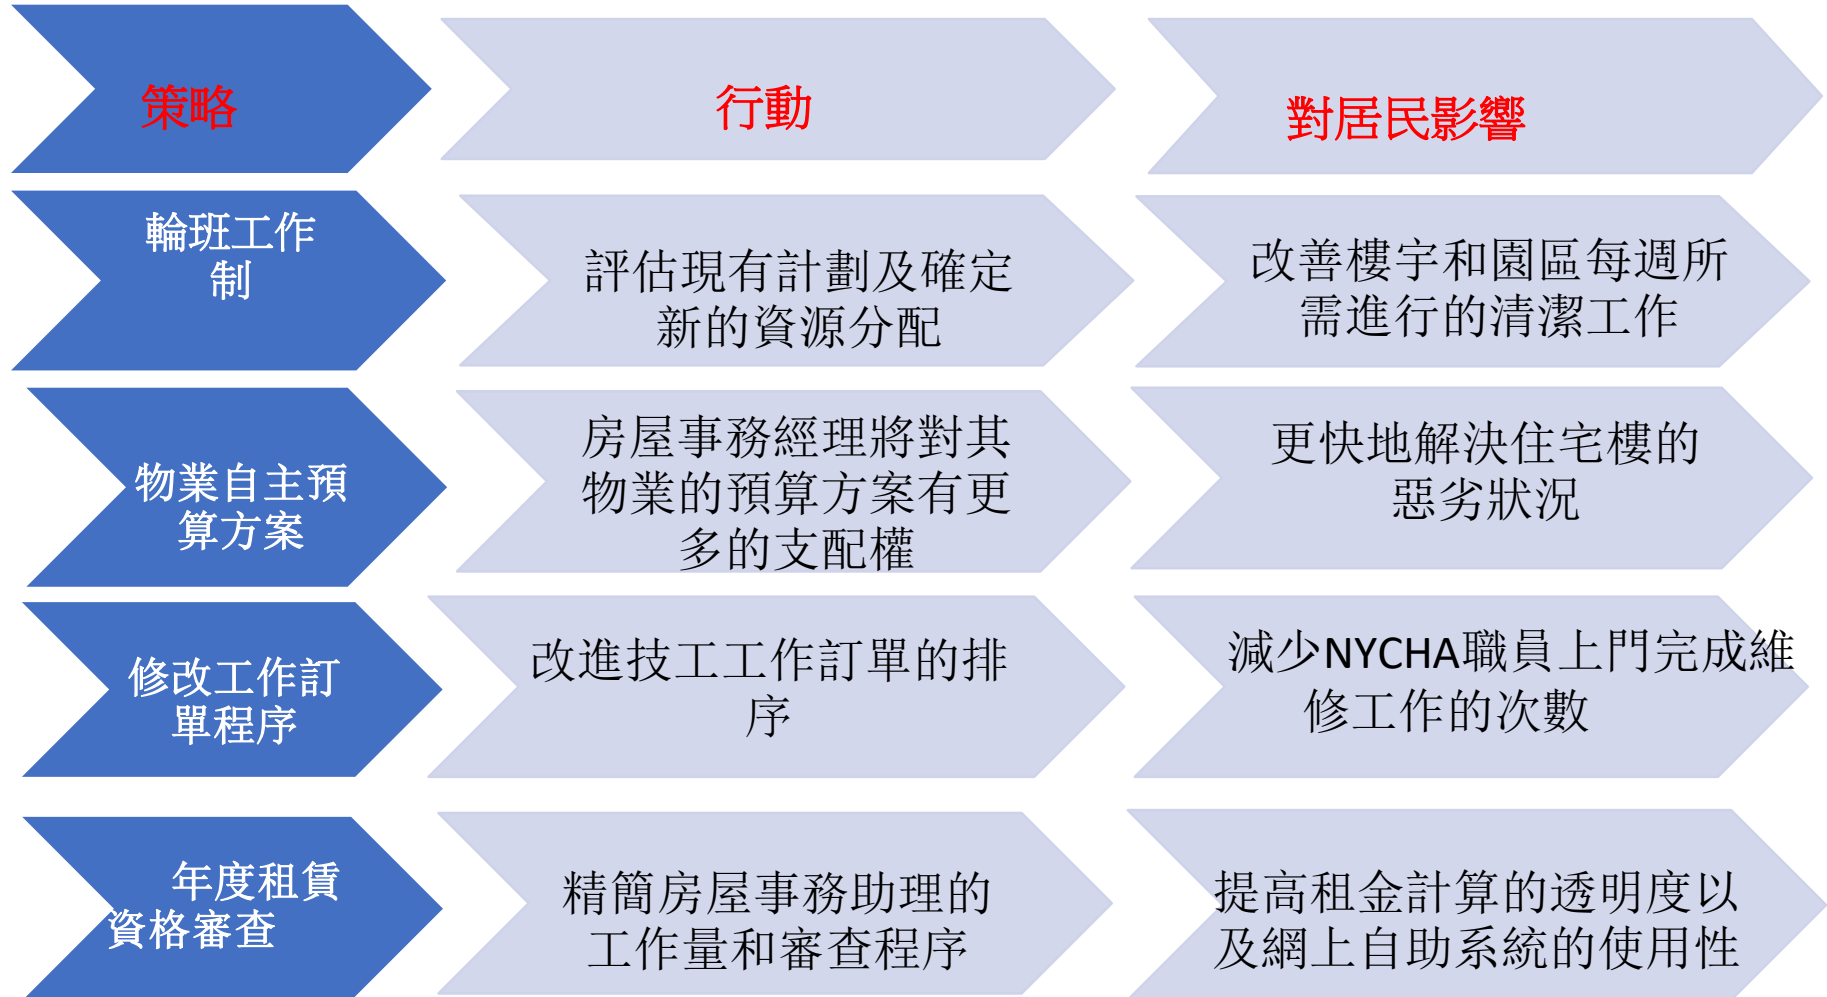 策略
行動
對居民影響
輪班工作
制
評估現有計劃及確定
新的資源分配
改善樓宇和園區每週所
需進行的清潔工作
物業自主預
算方案
房屋事務經理將對其
物業的預算方案有更
多的支配權
更快地解決住宅樓的
惡劣狀況
修改工作訂
單程序
改進技工工作訂單的排
序
減少NYCHA職員上門完成維
修工作的次數
年度租賃
資格審查
精簡房屋事務助理的
工作量和審查程序
提高租金計算的透明度以
及網上自助系統的使用性